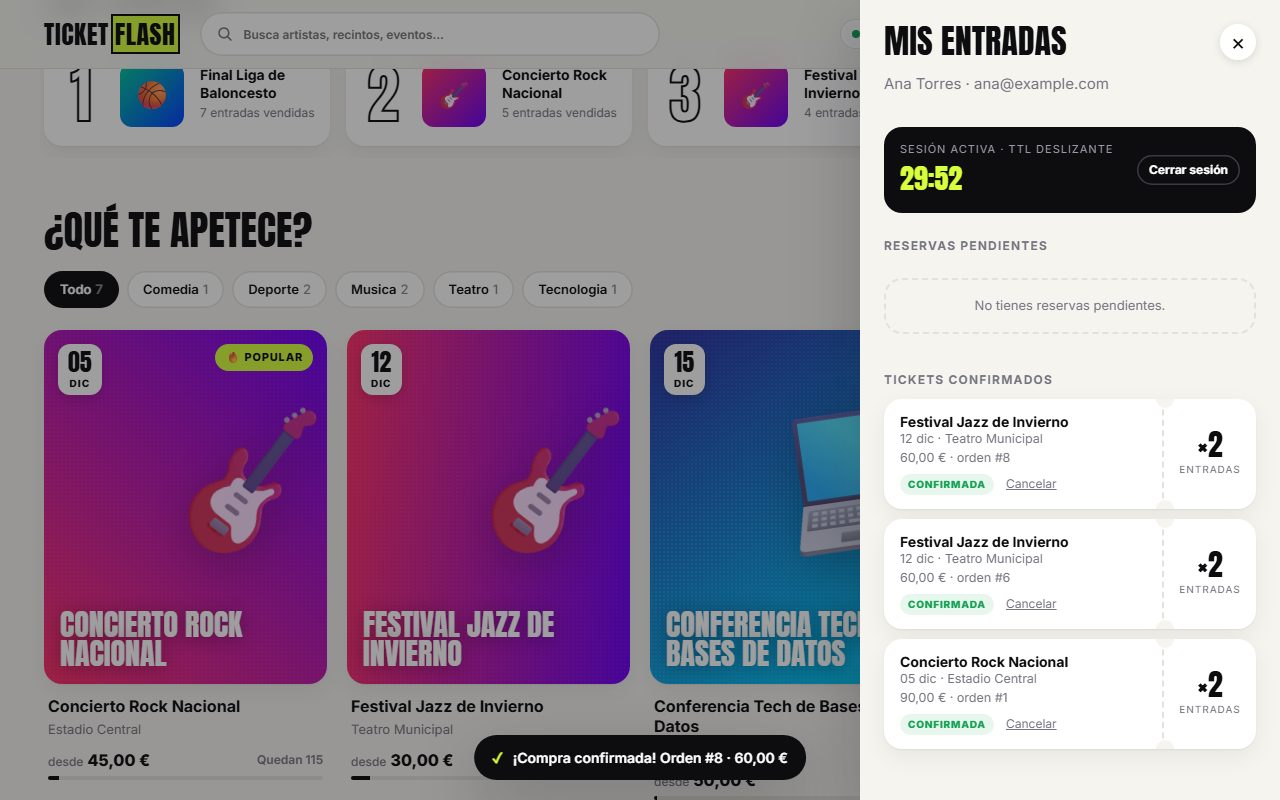 TICKET FLASH
Busca artistas, recintos, eventos...
1
Final Liga de
Baloncesto
7 entradas vendidas
2
Concierto Rock
Nacional
5 entradas vendidas
3
Festival
Invierno
4 entradas
¿QUÉ TE APETECE?
Todo 7
Comedia 1
Deporte 2
Musica 2
Teatro 1
Tecnologia 1
05
DIC
POPULAR
CONCIERTO ROCK
NACIONAL
Concierto Rock Nacional
Estadio Central
desde 45,00 €
Quedan 115
12
DIC
FESTIVAL JAZZ DE
INVIERNO
Festival Jazz de Invierno
Teatro Municipal
desde 30,00 €
15
DIC
CONFERENCIA TEC
BASES DE DATOS
Conferencia Tech de Bases
Datos
desde 50,00 €
✓ ¡Compra confirmada! Orden #8 · 60,00 €
MIS ENTRADAS
×
Ana Torres · ana@example.com
SESIÓN ACTIVA · TTL DESLIZANTE
29:52
Cerrar sesión
RESERVAS PENDIENTES
No tienes reservas pendientes.
TICKETS CONFIRMADOS
Festival Jazz de Invierno
12 dic · Teatro Municipal
60,00 € · orden #8
CONFIRMADA Cancelar
×2
ENTRADAS
Festival Jazz de Invierno
12 dic · Teatro Municipal
60,00 € · orden #6
CONFIRMADA Cancelar
×2
ENTRADAS
Concierto Rock Nacional
05 dic · Estadio Central
90,00 € · orden #1
CONFIRMADA Cancelar
×2
ENTRADAS